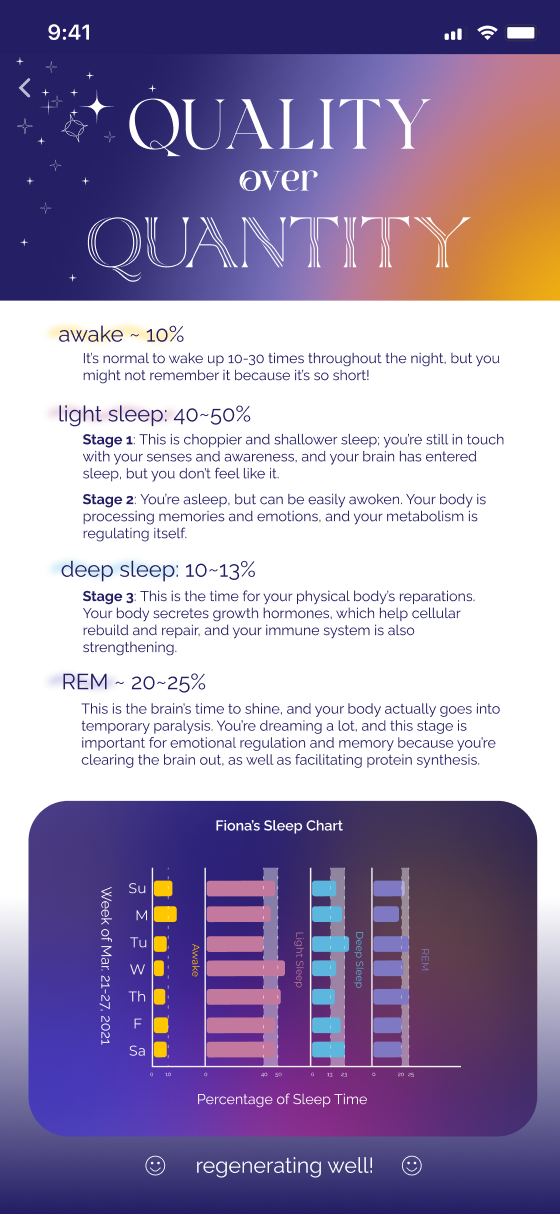 9:41
QUALITY
over
QUANTITY
awake ~ 10%
It's normal to wake up 10-30 times throughout the night, but you
might not remember it because it's so short!
light sleep: 40~50%
Stage 1: This is choppier and shallower sleep; you're still in touch
with your senses and awareness, and your brain has entered
sleep, but you don't feel like it.
Stage 2: You're asleep, but can be easily awoken. Your body is
processing memories and emotions, and your metabolism is
regulating itself.
deep sleep: 10~13%
Stage 3: This is the time for your physical body's reparations.
Your body secretes growth hormones, which help cellular
rebuild and repair, and your immune system is also
strengthening.
REM ~ 20~25%
This is the brain's time to shine, and your body actually goes into
temporary paralysis. You're dreaming a lot, and this stage is
important for emotional regulation and memory because you're
clearing the brain out, as well as facilitating protein synthesis.
Fiona's Sleep Chart
Week of Mar. 21-27, 2021
Su
M
Tu
W
Th
F
Sa
Awake
Light Sleep
Deep Sleep
REM
0 10 0 40 50 0 13 23 0 20 25
Percentage of Sleep Time
regenerating well!